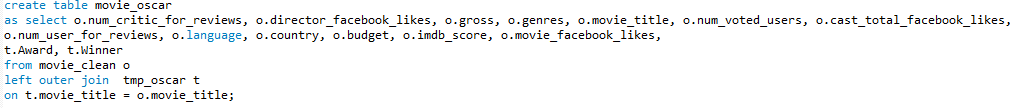 create table movie_oscar
as select o.num_critic_for_reviews, o.director_facebook_likes, o.gross, o.genres, o.movie_title, o.num_voted_users, o.cast_total_facebook_likes,
o.num_user_for_reviews, o.language, o.country, o.budget, o.imdb_score, o.movie_facebook_likes,
t.Award, t.Winner
from movie_clean o
left outer join  tmp_oscar t
on t.movie_title = o.movie_title;